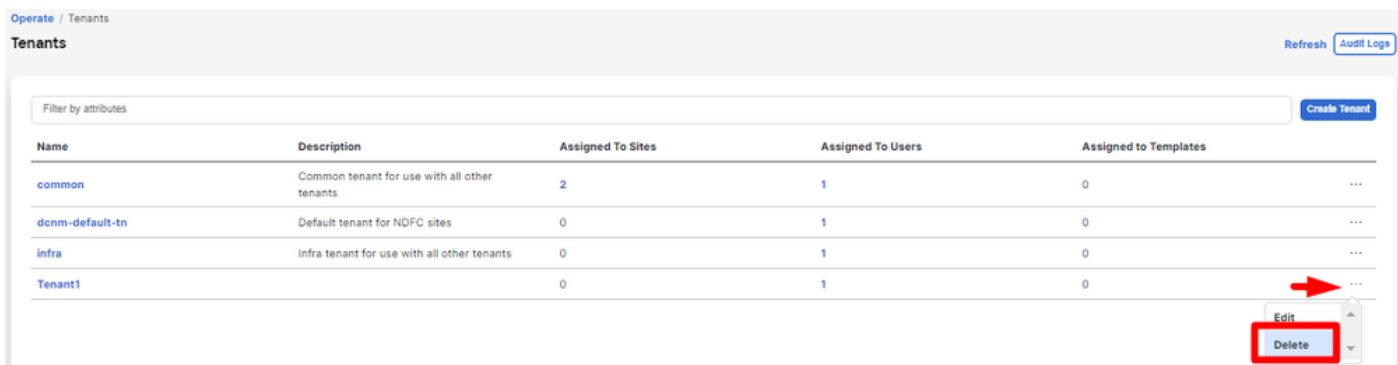 Operate / Tenants
Tenants
Refresh Audit Logs
Filter by attributes
Create Tenant
Name Description Assigned To Sites Assigned To Users Assigned to Templates
common Common tenant for use with all other tenants 2 1 0 ...
dcnm-default-tn Default tenant for NDFC sites 0 1 0 ...
infra Infra tenant for use with all other tenants 0 1 0 ...
Tenant1 0 1 0 ...
Edit
Delete